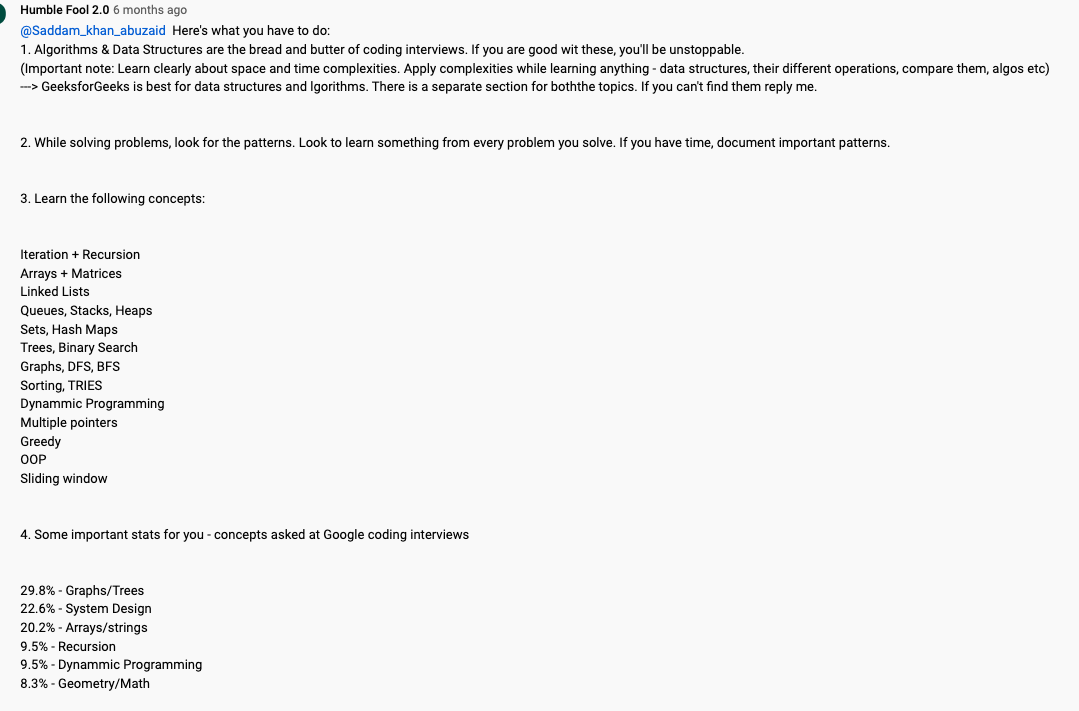 Humble Fool 2.0 6 months ago
@Saddam_khan_abuzaid Here's what you have to do:
1. Algorithms & Data Structures are the bread and butter of coding interviews. If you are good wit these, you'll be unstoppable.
(Important note: Learn clearly about space and time complexities. Apply complexities while learning anything - data structures, their different operations, compare them, algos etc)
---> GeeksforGeeks is best for data structures and lgorithms. There is a separate section for boththe topics. If you can't find them reply me.
2. While solving problems, look for the patterns. Look to learn something from every problem you solve. If you have time, document important patterns.
3. Learn the following concepts:
Iteration + Recursion
Arrays + Matrices
Linked Lists
Queues, Stacks, Heaps
Sets, Hash Maps
Trees, Binary Search
Graphs, DFS, BFS
Sorting, TRIES
Dynammic Programming
Multiple pointers
Greedy
OOP
Sliding window
4. Some important stats for you - concepts asked at Google coding interviews
29.8% - Graphs/Trees
22.6% - System Design
20.2% - Arrays/strings
9.5% - Recursion
9.5% - Dynammic Programming
8.3% - Geometry/Math